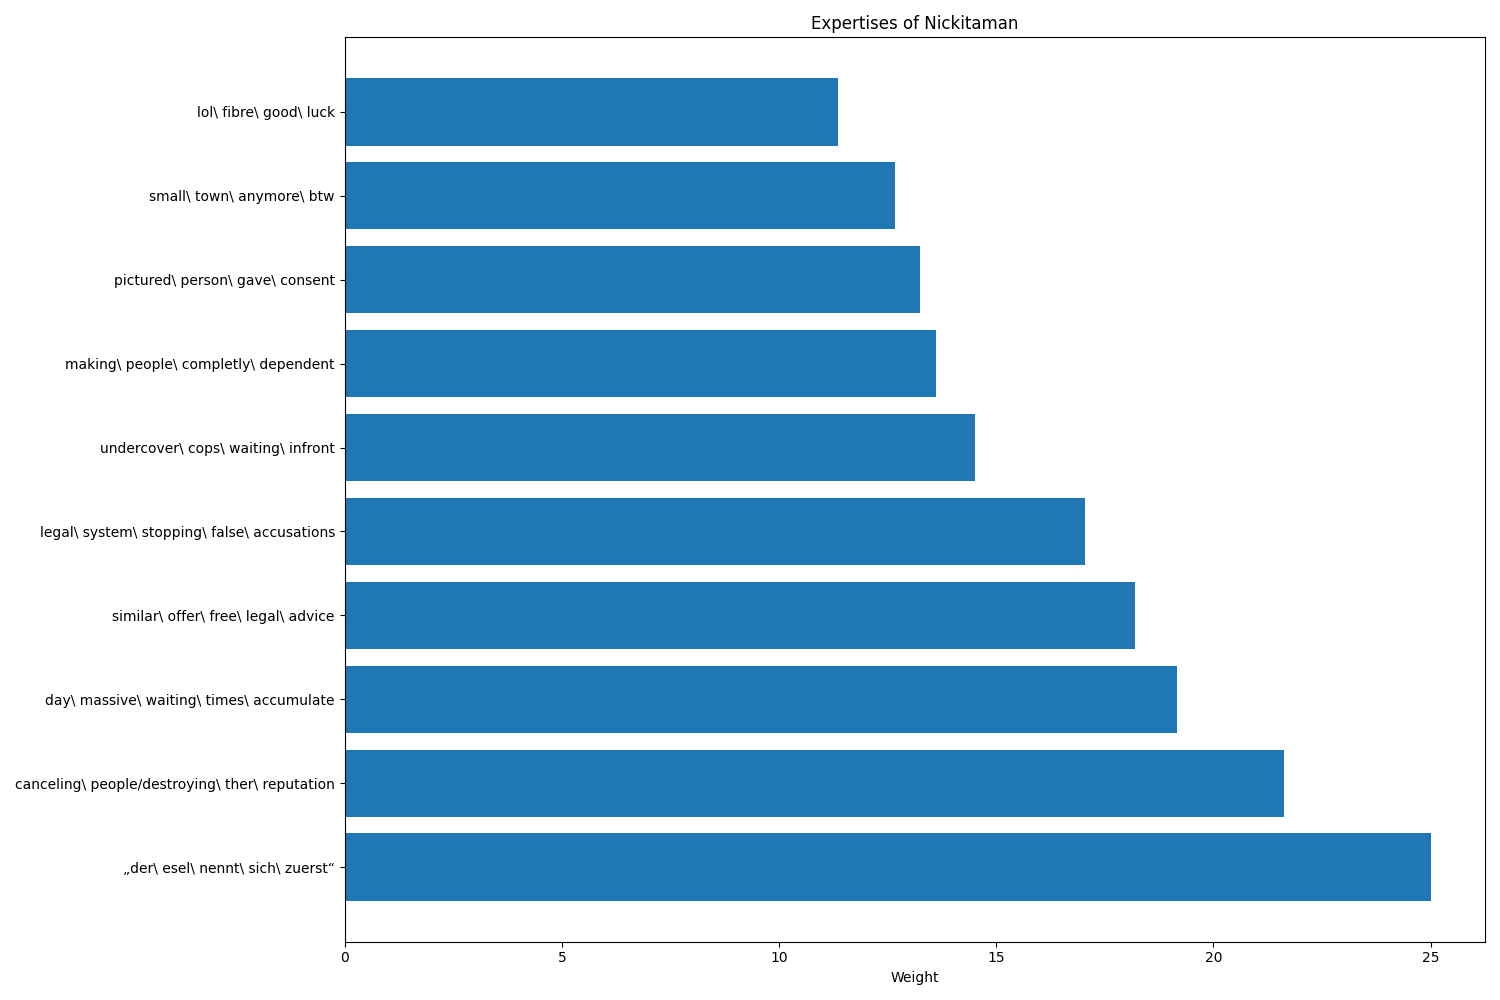 Expertises of Nickitaman
lol\ fibre\ good\ luck
small\ town\ anymore\ btw
pictured\ person\ gave\ consent
making\ people\ completly\ dependent
undercover\ cops\ waiting\ infront
legal\ system\ stopping\ false\ accusations
similar\ offer\ free\ legal\ advice
day\ massive\ waiting\ times\ accumulate
canceling\ people/destroying\ ther\ reputation
„der\ esel\ nennt\ sich\ zuerst“
0 5 10 15 20 25
Weight